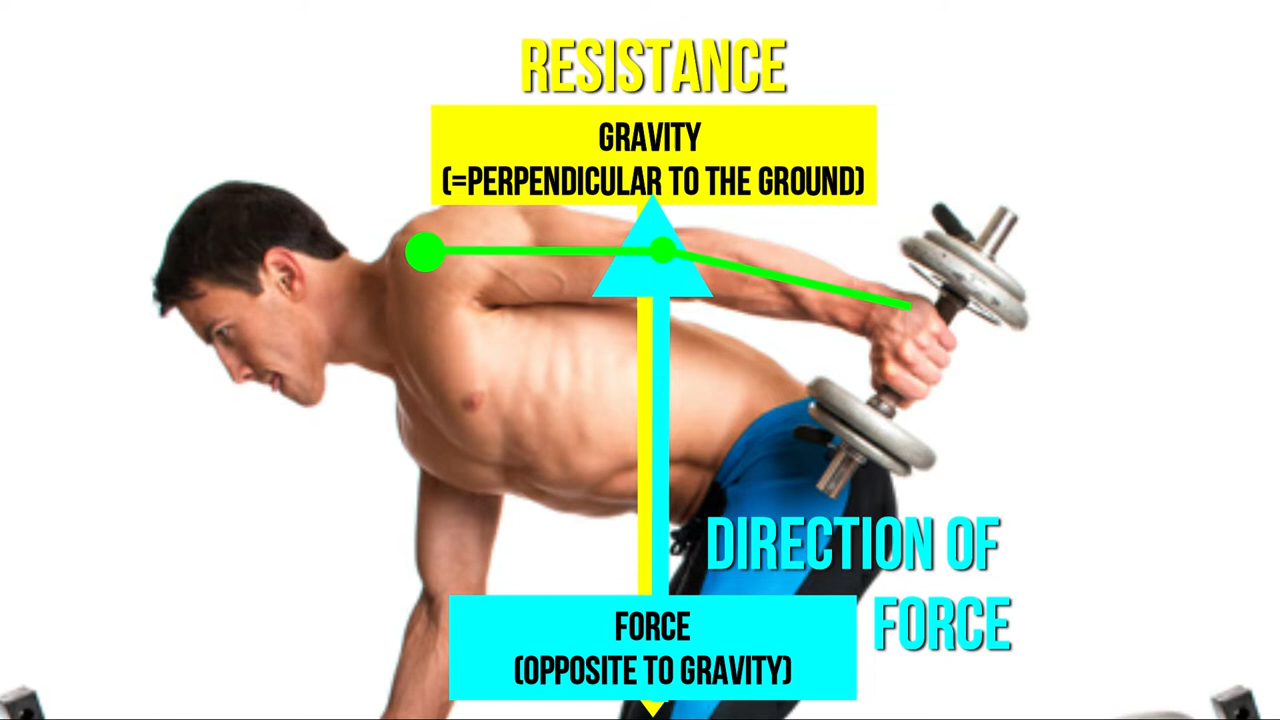 RESISTANCE
GRAVITY
(=PERPENDICULAR TO THE GROUND)
DIRECTION OF
FORCE
FORCE
(OPPOSITE TO GRAVITY)